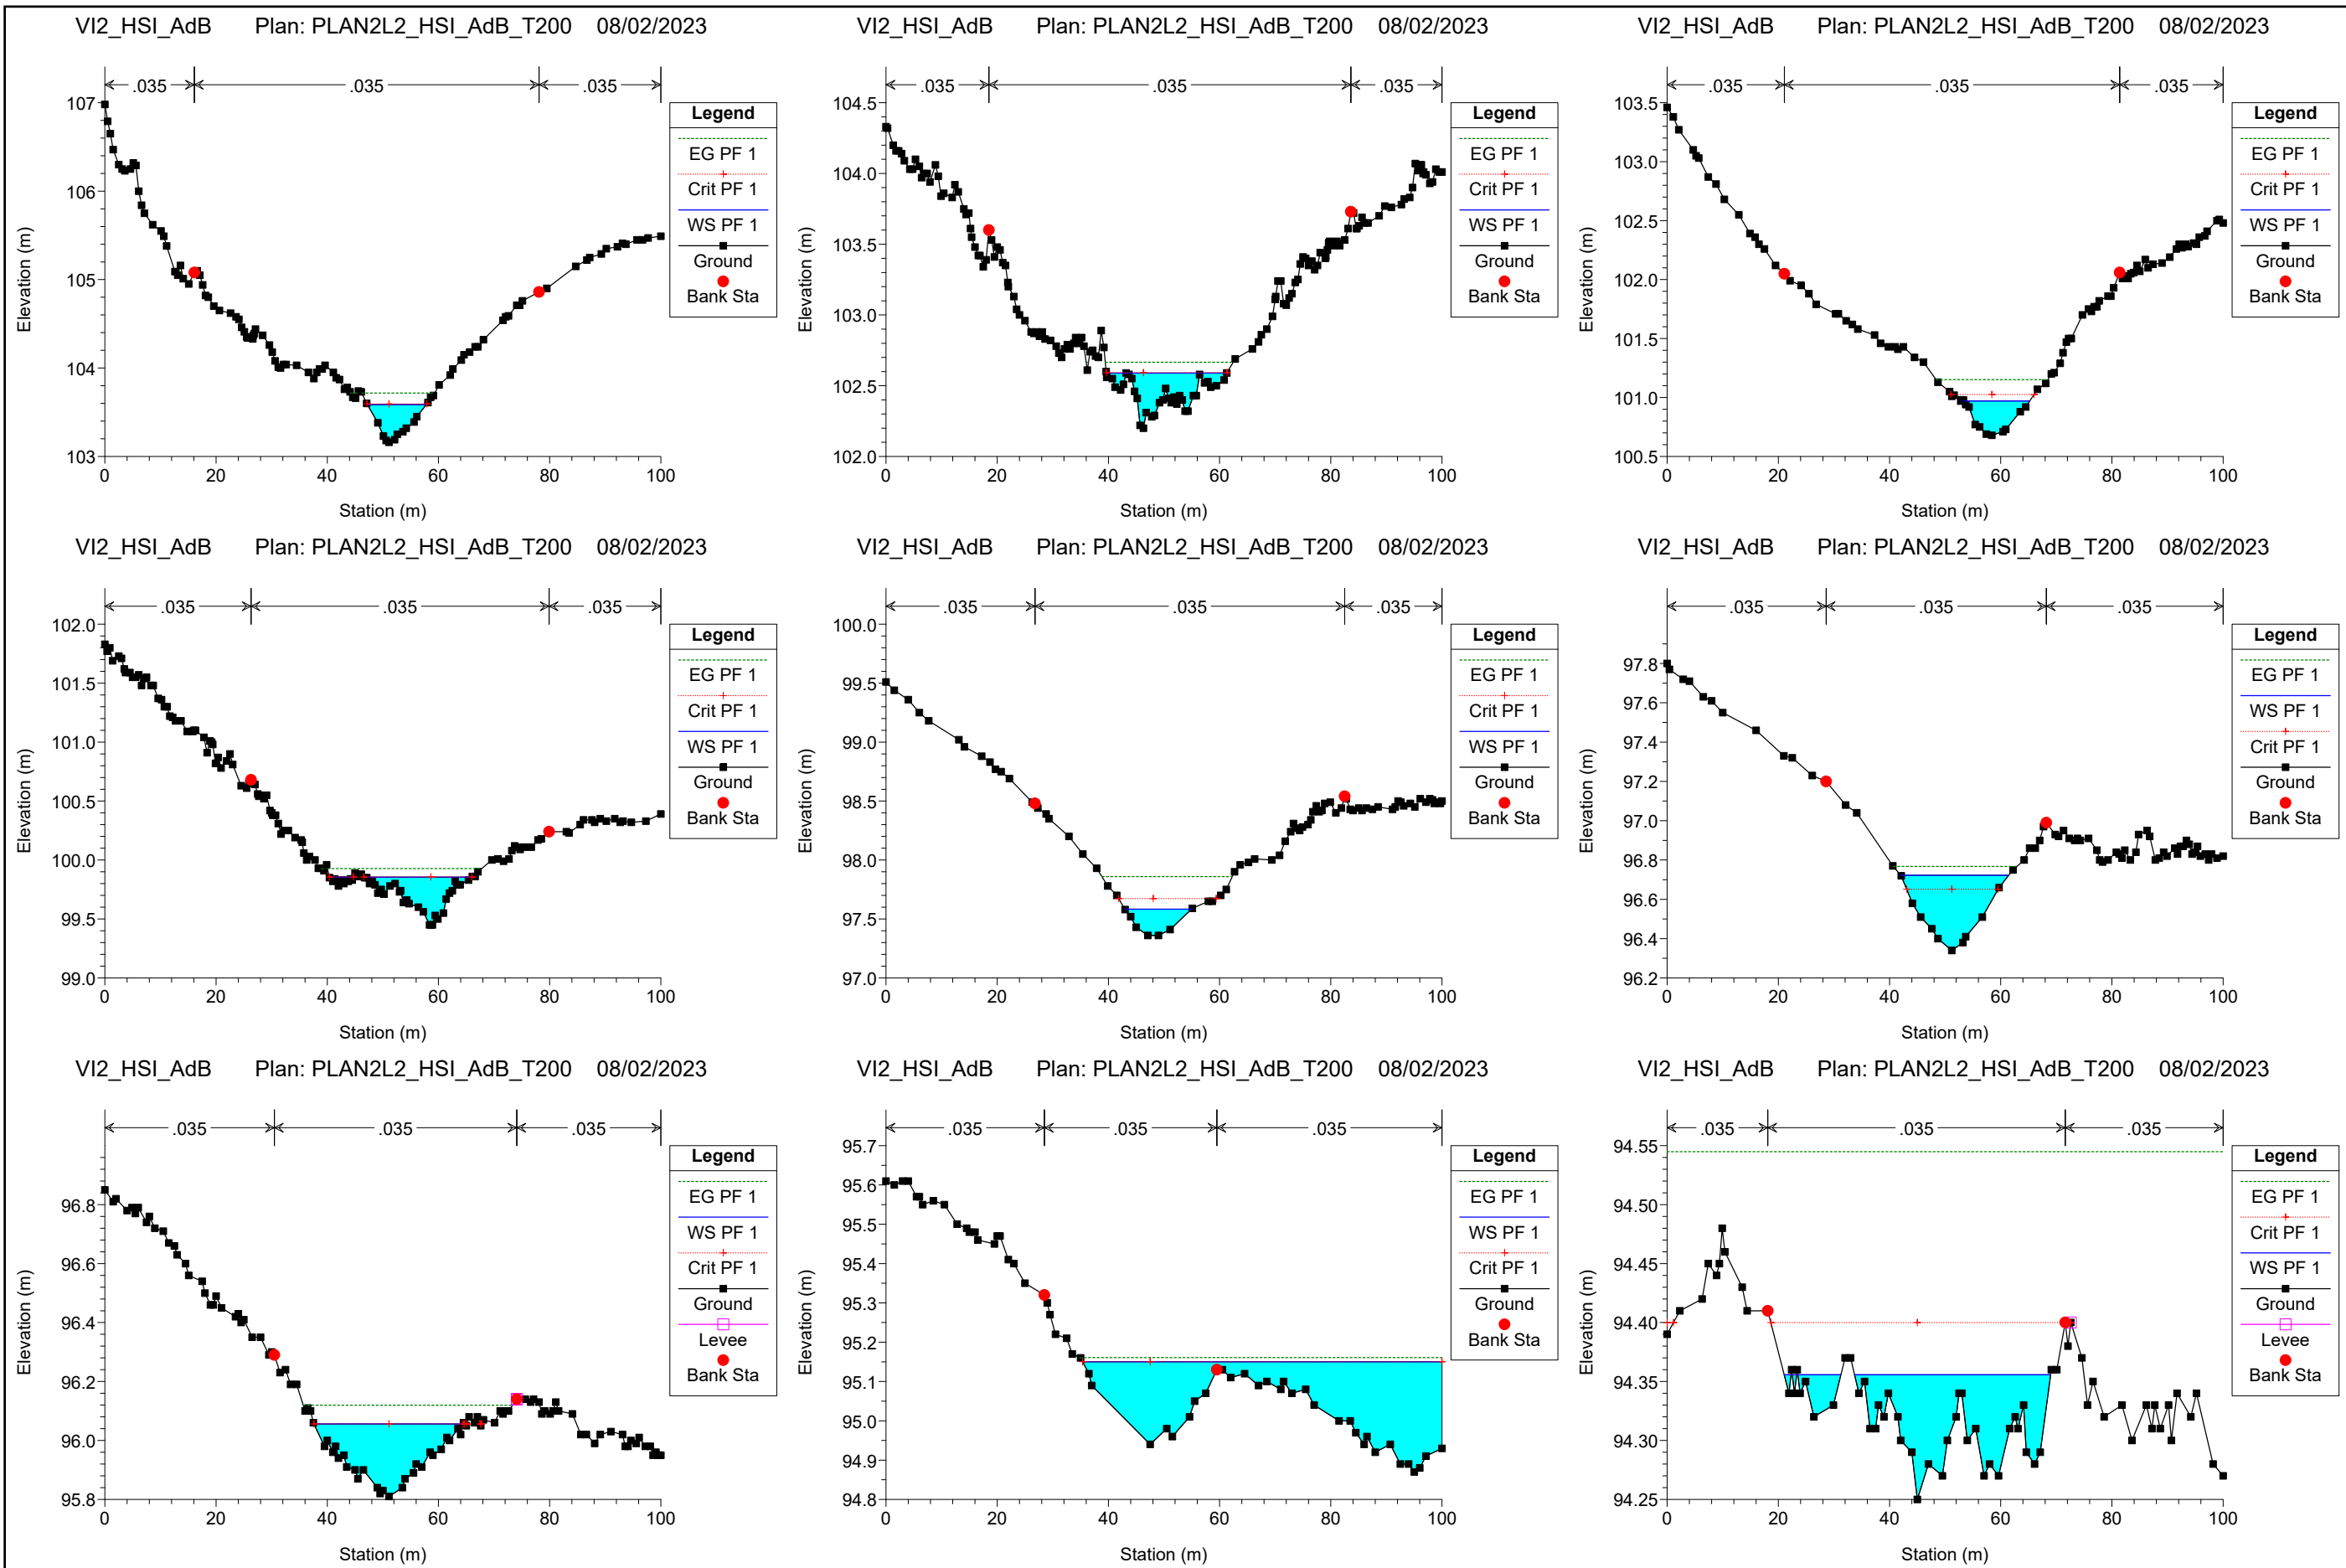 VI2_HSI_AdB Plan: PLAN2L2_HSI_AdB_T200 08/02/2023
.035 .035 .035
Elevation (m)
107
106
105
104
103
0 20 40 60 80 100
Station (m)
Legend
EG PF 1
Crit PF 1
WS PF 1
Ground
Bank Sta
VI2_HSI_AdB Plan: PLAN2L2_HSI_AdB_T200 08/02/2023
.035 .035 .035
Elevation (m)
104.5
104.0
103.5
103.0
102.5
102.0
0 20 40 60 80 100
Station (m)
Legend
EG PF 1
Crit PF 1
WS PF 1
Ground
Bank Sta
VI2_HSI_AdB Plan: PLAN2L2_HSI_AdB_T200 08/02/2023
.035 .035 .035
Elevation (m)
103.5
103.0
102.5
102.0
101.5
101.0
100.5
0 20 40 60 80 100
Station (m)
Legend
EG PF 1
Crit PF 1
WS PF 1
Ground
Bank Sta
VI2_HSI_AdB Plan: PLAN2L2_HSI_AdB_T200 08/02/2023
.035 .035 .035
Elevation (m)
102.0
101.5
101.0
100.5
100.0
99.5
99.0
0 20 40 60 80 100
Station (m)
Legend
EG PF 1
Crit PF 1
WS PF 1
Ground
Bank Sta
VI2_HSI_AdB Plan: PLAN2L2_HSI_AdB_T200 08/02/2023
.035 .035 .035
Elevation (m)
100.0
99.5
99.0
98.5
98.0
97.5
97.0
0 20 40 60 80 100
Station (m)
Legend
EG PF 1
Crit PF 1
WS PF 1
Ground
Bank Sta
VI2_HSI_AdB Plan: PLAN2L2_HSI_AdB_T200 08/02/2023
.035 .035 .035
Elevation (m)
97.8
97.6
97.4
97.2
97.0
96.8
96.6
96.4
96.2
0 20 40 60 80 100
Station (m)
Legend
EG PF 1
WS PF 1
Crit PF 1
Ground
Bank Sta
VI2_HSI_AdB Plan: PLAN2L2_HSI_AdB_T200 08/02/2023
.035 .035 .035
Elevation (m)
96.8
96.6
96.4
96.2
96.0
95.8
0 20 40 60 80 100
Station (m)
Legend
EG PF 1
WS PF 1
Crit PF 1
Ground
Levee
Bank Sta
VI2_HSI_AdB Plan: PLAN2L2_HSI_AdB_T200 08/02/2023
.035 .035 .035
Elevation (m)
95.7
95.6
95.5
95.4
95.3
95.2
95.1
95.0
94.9
94.8
0 20 40 60 80 100
Station (m)
Legend
EG PF 1
WS PF 1
Crit PF 1
Ground
Bank Sta
VI2_HSI_AdB Plan: PLAN2L2_HSI_AdB_T200 08/02/2023
.035 .035 .035
Elevation (m)
94.55
94.50
94.45
94.40
94.35
94.30
94.25
0 20 40 60 80 100
Station (m)
Legend
EG PF 1
Crit PF 1
WS PF 1
Ground
Levee
Bank Sta